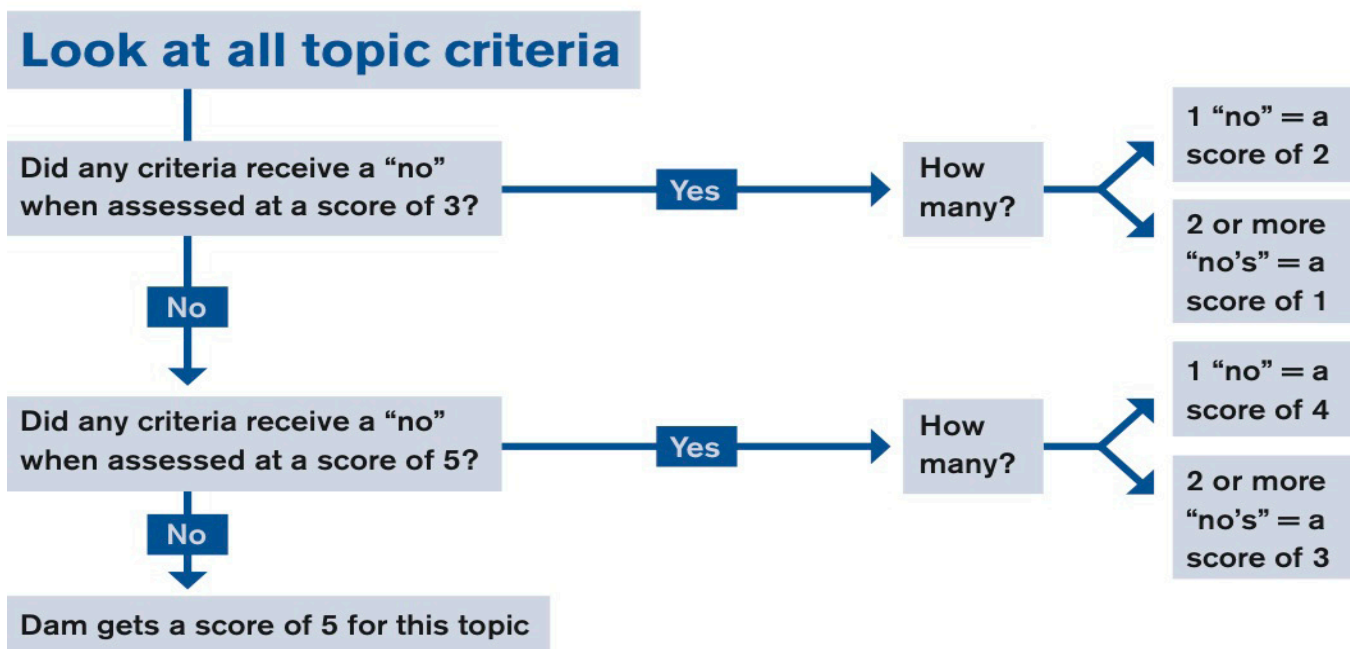 Look at all topic criteria
Did any criteria receive a “no”
when assessed at a score of 3?
Yes
How
many?
1 “no” = a
score of 2
2 or more
“no’s” = a
score of 1
No
Did any criteria receive a “no”
when assessed at a score of 5?
Yes
How
many?
1 “no” = a
score of 4
2 or more
“no’s” = a
score of 3
No
Dam gets a score of 5 for this topic